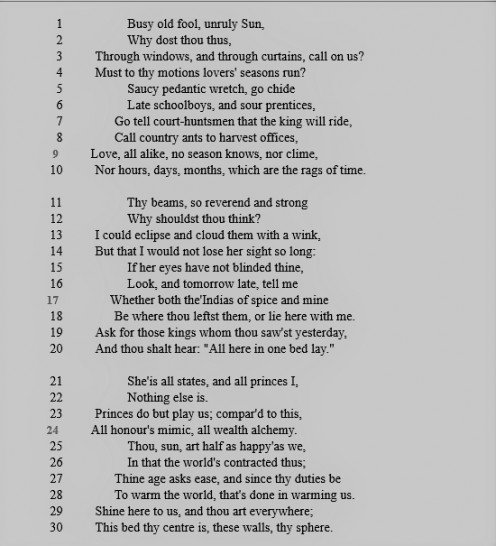 1 Busy old fool, unruly Sun,
2 Why dost thou thus,
3 Through windows, and through curtains, call on us?
4 Must to thy motions lovers' seasons run?
5 Saucy pedantic wretch, go chide
6 Late schoolboys, and sour prentices,
7 Go tell court-huntsmen that the king will ride,
8 Call country ants to harvest offices,
9 Love, all alike, no season knows, nor clime,
10 Nor hours, days, months, which are the rags of time.
11 Thy beams, so reverend and strong
12 Why shouldst thou think?
13 I could eclipse and cloud them with a wink,
14 But that I would not lose her sight so long:
15 If her eyes have not blinded thine,
16 Look, and tomorrow late, tell me
17 Whether both the'Indias of spice and mine
18 Be where thou leftst them, or lie here with me.
19 Ask for those kings whom thou saw'st yesterday,
20 And thou shalt hear: "All here in one bed lay."
21 She'is all states, and all princes I,
22 Nothing else is.
23 Princes do but play us; compar'd to this,
24 All honour's mimic, all wealth alchemy.
25 Thou, sun, art half as happy'as we,
26 In that the world's contracted thus;
27 Thine age asks ease, and since thy duties be
28 To warm the world, that's done in warming us.
29 Shine here to us, and thou art everywhere;
30 This bed thy centre is, these walls, thy sphere.